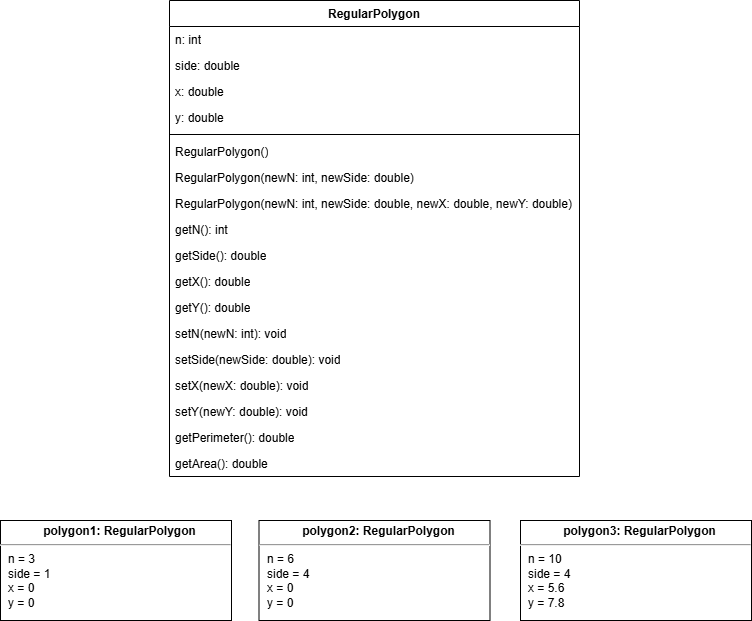 RegularPolygon
n: int
side: double
x: double
y: double
RegularPolygon()
RegularPolygon(newN: int, newSide: double)
RegularPolygon(newN: int, newSide: double, newX: double, newY: double)
getN(): int
getSide(): double
getX(): double
getY(): double
setN(newN: int): void
setSide(newSide: double): void
setX(newX: double): void
setY(newY: double): void
getPerimeter(): double
getArea(): double
polygon1: RegularPolygon
n = 3
side = 1
x = 0
y = 0
polygon2: RegularPolygon
n = 6
side = 4
x = 0
y = 0
polygon3: RegularPolygon
n = 10
side = 4
x = 5.6
y = 7.8